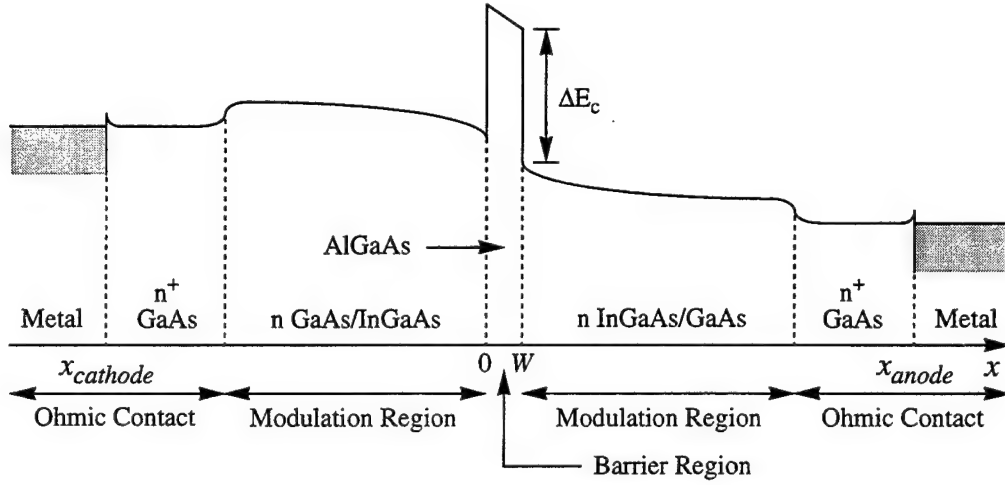 ΔE_c
AlGaAs
Metal
n⁺
GaAs
n GaAs/InGaAs
n InGaAs/GaAs
n⁺
GaAs
Metal
x_cathode
0
W
x_anode
x
Ohmic Contact
Modulation Region
Modulation Region
Ohmic Contact
Barrier Region